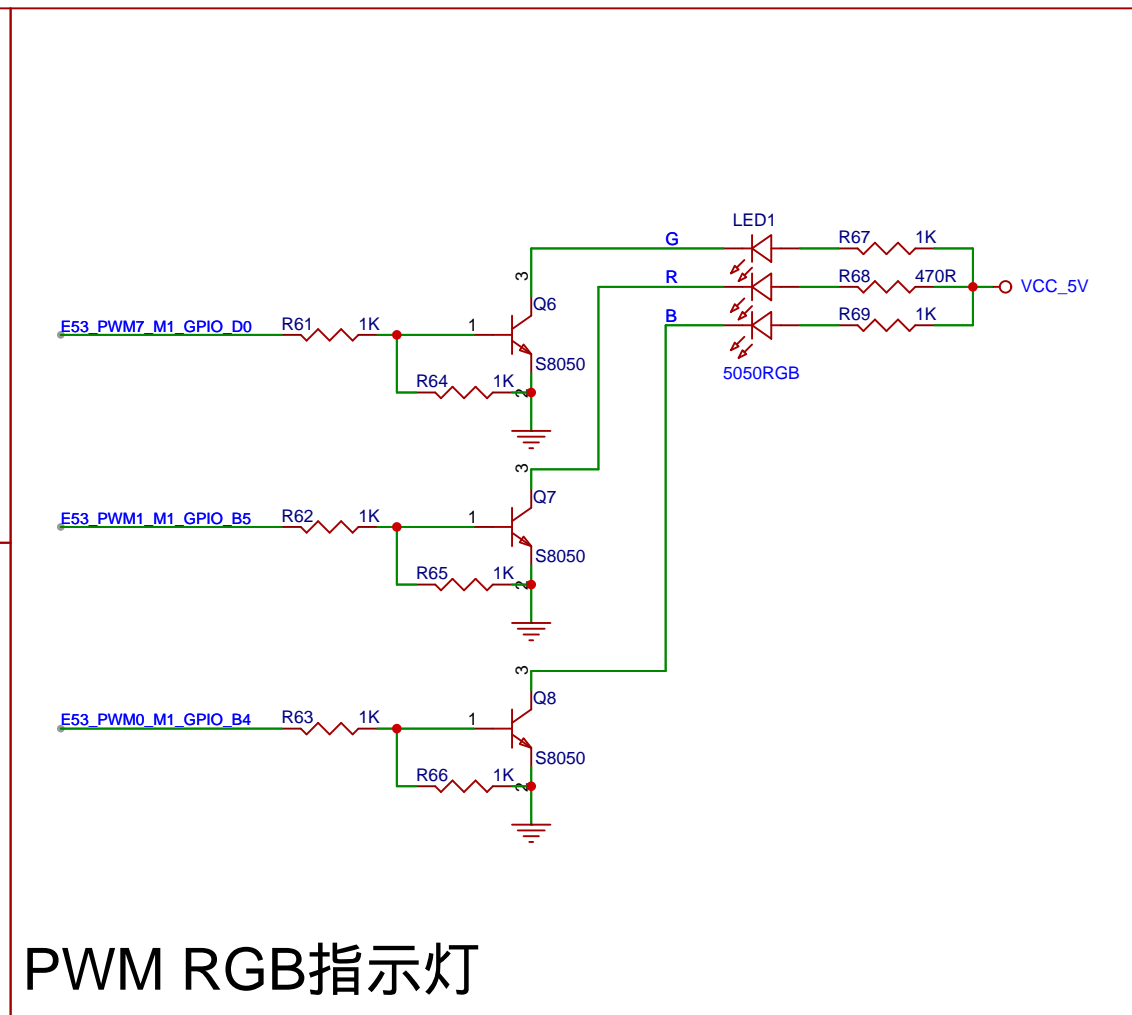 LED1
G
R67 1K
R
R68 470R
VCC_5V
B
R69 1K
5050RGB
3
Q6
E53_PWM7_M1_GPIO_D0
R61 1K
1
S8050
R64 1K
2
3
Q7
E53_PWM1_M1_GPIO_B5
R62 1K
1
S8050
R65 1K
2
3
Q8
E53_PWM0_M1_GPIO_B4
R63 1K
1
S8050
R66 1K
2
PWM RGB指示灯